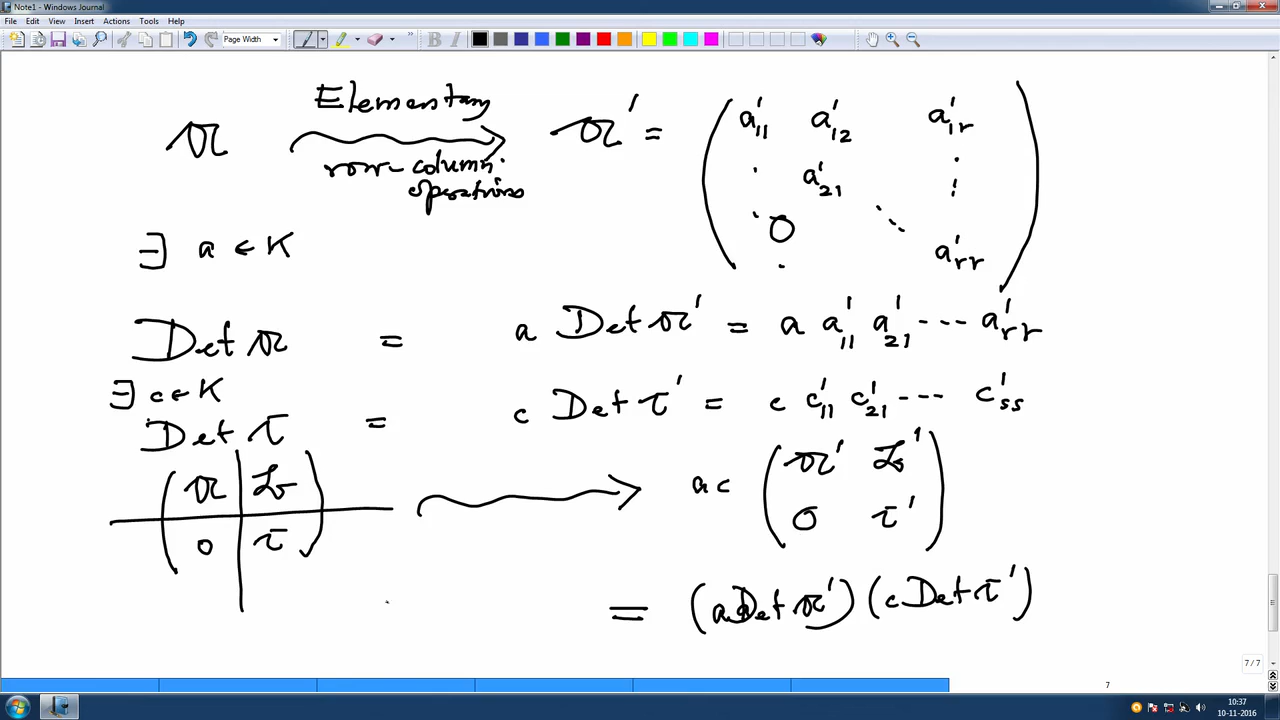 Note1 - Windows Journal
File Edit View Insert Actions Tools Help
Page Width
Elementary
𝔄 → 𝔄' = ( a'₁₁ a'₁₂ a'₁ᵣ
row-column operations
. a'₂₁ ⋮
. 0 ⋱
. a'ᵣᵣ )
∃ a ∈ K
Det 𝔄 = a Det 𝔄' = a a'₁₁ a'₂₁ ---- a'ᵣᵣ
∃ c ∈ K
Det τ = c Det τ' = c c'₁₁ c'₂₁ ---- c'ₛₛ
( 𝔄 | 𝔅 ) → ac ( 𝔄' 𝔅' )
( 0 | τ ) ( 0 τ' )
= (a Det 𝔄') (c Det τ')
7/7
7
10:37
10-11-2016